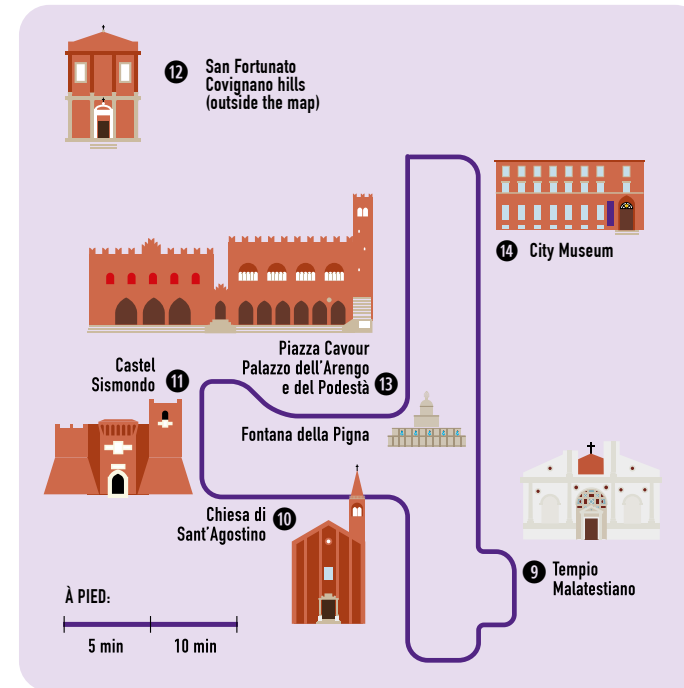 12 San Fortunato
Covignano hills
(outside the map)
14 City Museum
Piazza Cavour
Palazzo dell'Arengo
e del Podestà 13
Castel
Sismondo 11
Fontana della Pigna
Chiesa di
Sant'Agostino 10
9 Tempio
Malatestiano
À PIED:
5 min 10 min